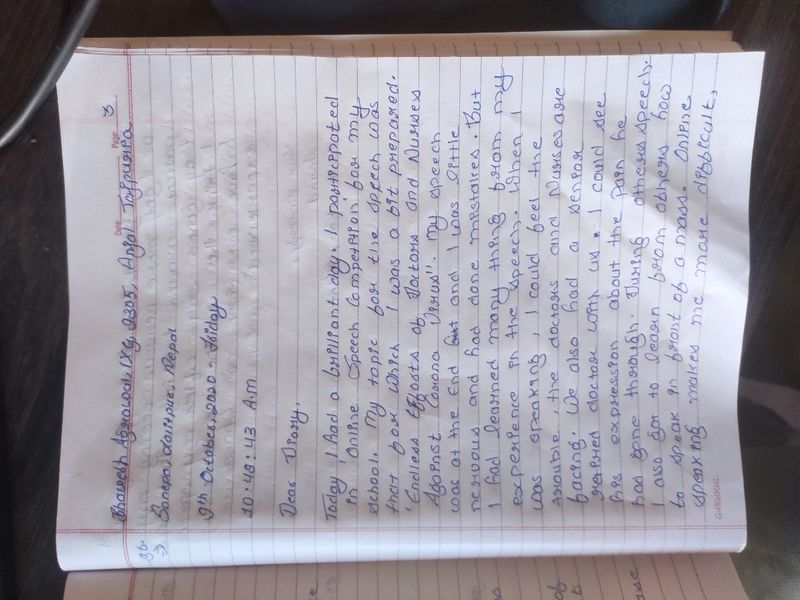 Date: Page: 3
Bhawesh Agrawal, IXG, 2305, Anjal Tajpuria
Sanepa, Lalitpur, Nepal
9th October, 2020 - Friday
10:49:43 A.m
Dear Diary,
Today, I had a brilliant day. I participated
in Online Speech Competition for my
school. My topic for the speech was
that for which I was a bit prepared.
"Endless Efforts of Doctors and Nurses
Against Corona Virus". My speech
was at the end and I was little
nervous and had done mistakes. But
I had learned many thing from my
experience in the speech. When I
was speaking, I could feel the
trouble, the doctors and Nurses are
facing. We also had a senior
retired doctor with us. I could see
his expression about the pain he
had gone through. During others speech.
I also got to learn from others how
to speak in front of a mass. Online
speaking makes me more difficult,